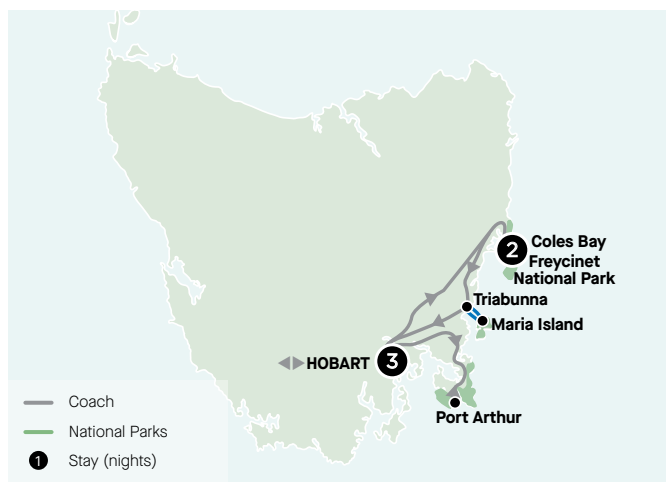 2
Coles Bay
Freycinet
National Park
Triabunna
Maria Island
HOBART
3
Port Arthur
Coach
National Parks
1
Stay (nights)